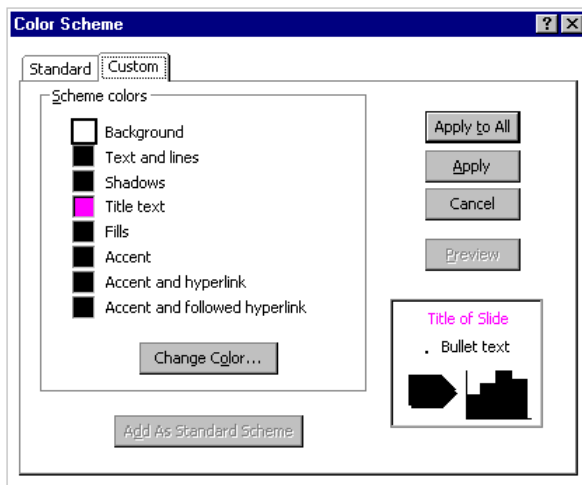 Color Scheme
Standard
Custom
Scheme colors
Background
Text and lines
Shadows
Title text
Fills
Accent
Accent and hyperlink
Accent and followed hyperlink
Change Color...
Add As Standard Scheme
Apply to All
Apply
Cancel
Preview
Title of Slide
. Bullet text